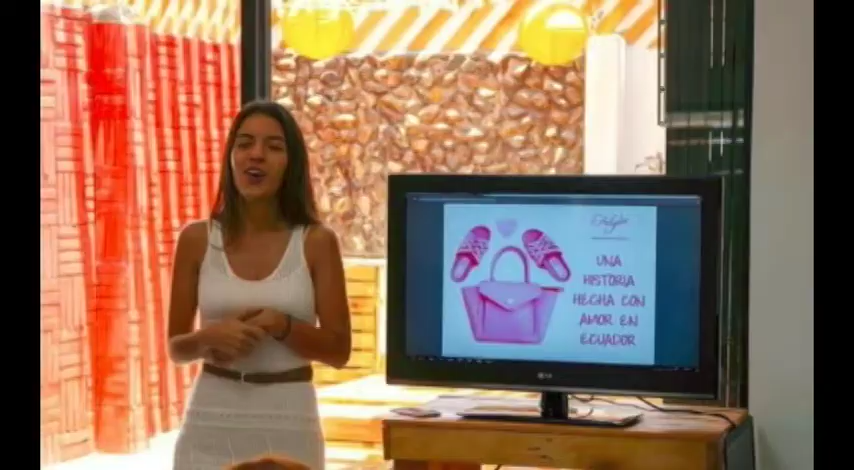 UNA
HISTORIA
HECHA CON
AMOR EN
ECUADOR
LG